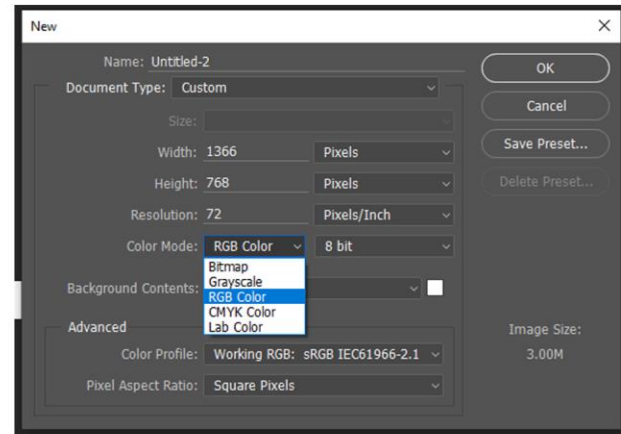 New
Name: Untitled-2
OK
Document Type: Custom
Cancel
Size:
Width: 1366 Pixels
Save Preset...
Height: 768 Pixels
Delete Preset...
Resolution: 72 Pixels/Inch
Color Mode: RGB Color 8 bit
Bitmap
Grayscale
RGB Color
CMYK Color
Lab Color
Background Contents:
Advanced
Image Size:
3.00M
Color Profile: Working RGB: sRGB IEC61966-2.1
Pixel Aspect Ratio: Square Pixels